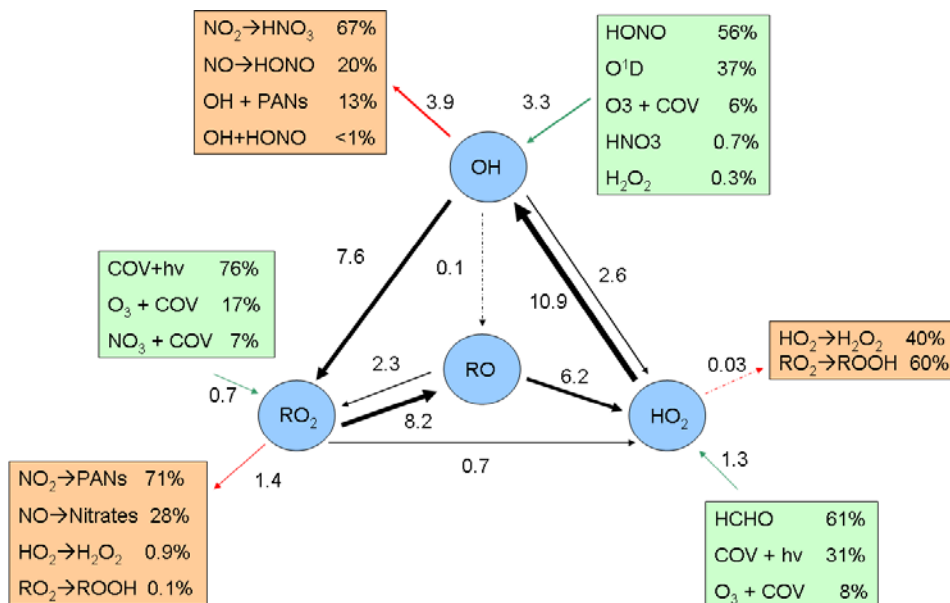 NO₂→HNO₃ 67%
NO→HONO 20%
OH + PANs 13%
OH+HONO <1%
HONO 56%
O¹D 37%
O3 + COV 6%
HNO3 0.7%
H₂O₂ 0.3%
3.9
3.3
OH
7.6
0.1
2.6
10.9
COV+hv 76%
O₃ + COV 17%
NO₃ + COV 7%
0.7
HO₂→H₂O₂ 40%
RO₂→ROOH 60%
0.03
2.3
RO
6.2
RO₂
8.2
HO₂
0.7
1.4
1.3
NO₂→PANs 71%
NO→Nitrates 28%
HO₂→H₂O₂ 0.9%
RO₂→ROOH 0.1%
HCHO 61%
COV + hv 31%
O₃ + COV 8%